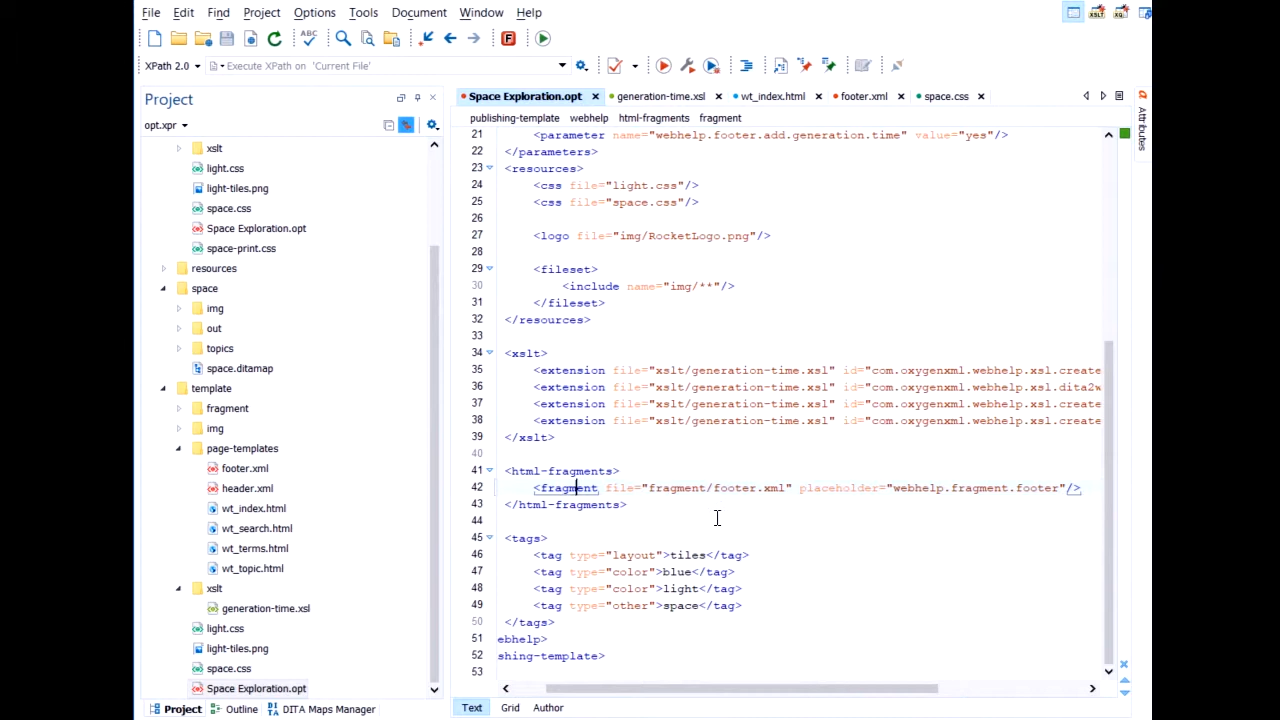 File Edit Find Project Options Tools Document Window Help
XPath 2.0 Execute XPath on 'Current File'
Project
opt.xpr
xslt
light.css
light-tiles.png
space.css
Space Exploration.opt
space-print.css
resources
space
img
out
topics
space.ditamap
template
fragment
img
page-templates
footer.xml
header.xml
wt_index.html
wt_search.html
wt_terms.html
wt_topic.html
xslt
generation-time.xsl
light.css
light-tiles.png
space.css
Space Exploration.opt
Project Outline DITA Maps Manager
Space Exploration.opt generation-time.xsl wt_index.html footer.xml space.css
publishing-template webhelp html-fragments fragment
21 <parameter name="webhelp.footer.add.generation.time" value="yes"/>
22 </parameters>
23 <resources>
24 <css file="light.css"/>
25 <css file="space.css"/>
26
27 <logo file="img/RocketLogo.png"/>
28
29 <fileset>
30 <include name="img/**"/>
31 </fileset>
32 </resources>
33
34 <xslt>
35 <extension file="xslt/generation-time.xsl" id="com.oxygenxml.webhelp.xsl.create
36 <extension file="xslt/generation-time.xsl" id="com.oxygenxml.webhelp.xsl.dita2w
37 <extension file="xslt/generation-time.xsl" id="com.oxygenxml.webhelp.xsl.create
38 <extension file="xslt/generation-time.xsl" id="com.oxygenxml.webhelp.xsl.create
39 </xslt>
40
41 <html-fragments>
42 <fragment file="fragment/footer.xml" placeholder="webhelp.fragment.footer"/>
43 </html-fragments>
44
45 <tags>
46 <tag type="layout">tiles</tag>
47 <tag type="color">blue</tag>
48 <tag type="color">light</tag>
49 <tag type="other">space</tag>
50 </tags>
51 ebhelp>
52 shing-template>
53
Text Grid Author
Attributes